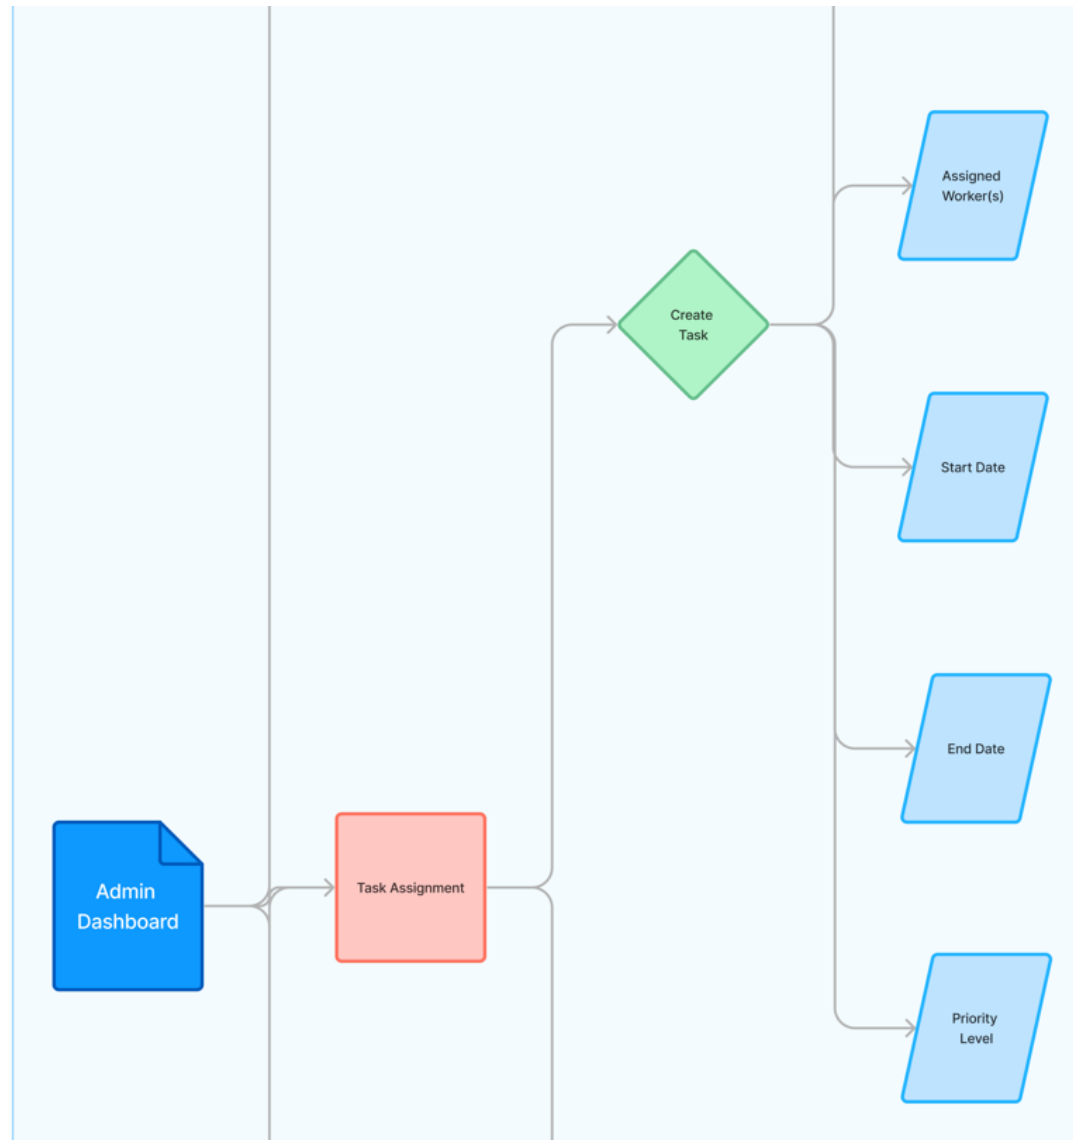 Assigned
Worker(s)
Create
Task
Start Date
End Date
Admin
Dashboard
Task Assignment
Priority
Level